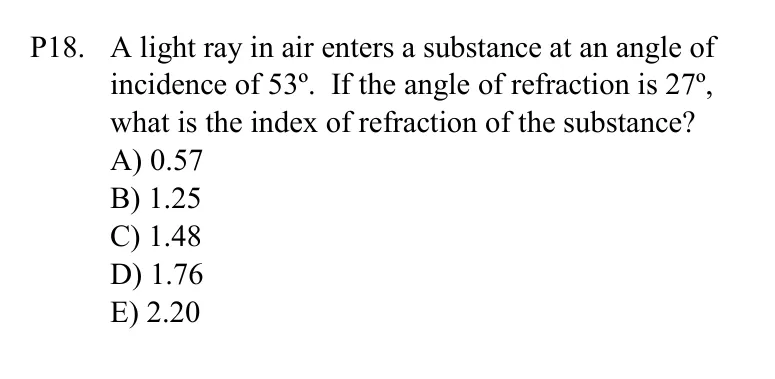 P18. A light ray in air enters a substance at an angle of
incidence of 53º. If the angle of refraction is 27º,
what is the index of refraction of the substance?
A) 0.57
B) 1.25
C) 1.48
D) 1.76
E) 2.20